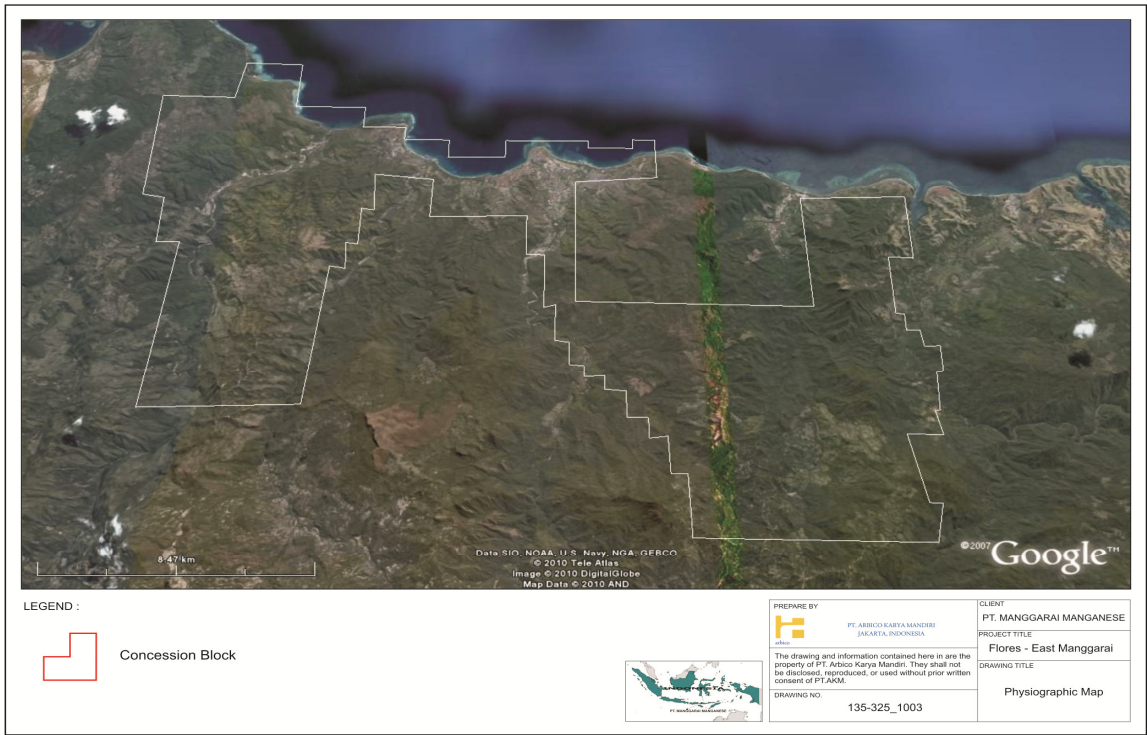 8.47 km
Data SIO, NOAA, U.S. Navy, NGA, GEBCO
© 2010 Tele Atlas
Image © 2010 DigitalGlobe
Map Data © 2010 AND
©2007 Google™
LEGEND :
Concession Block
INDONESIA
PT. MANGGARAI MANGANESE
PREPARE BY
arbico
PT. ARBICO KARYA MANDIRI
JAKARTA, INDONESIA
The drawing and information contained here in are the
property of PT. Arbico Karya Mandiri. They shall not
be disclosed, reproduced, or used without prior written
consent of PT.AKM.
DRAWING NO.
135-325_1003
CLIENT
PT. MANGGARAI MANGANESE
PROJECT TITLE
Flores - East Manggarai
DRAWING TITLE
Physiographic Map